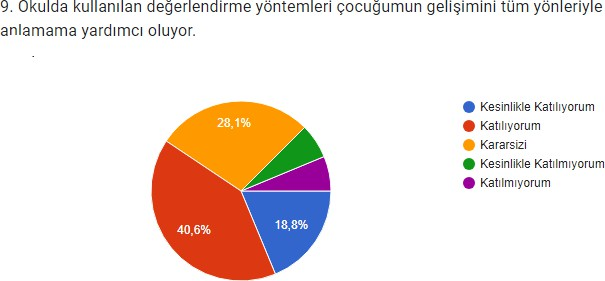 9. Okulda kullanılan değerlendirme yöntemleri çocuğumun gelişimini tüm yönleriyle
anlamama yardımcı oluyor.
28,1%
40,6%
18,8%
Kesinlikle Katılıyorum
Katılıyorum
Kararsizi
Kesinlikle Katılmıyorum
Katılmıyorum